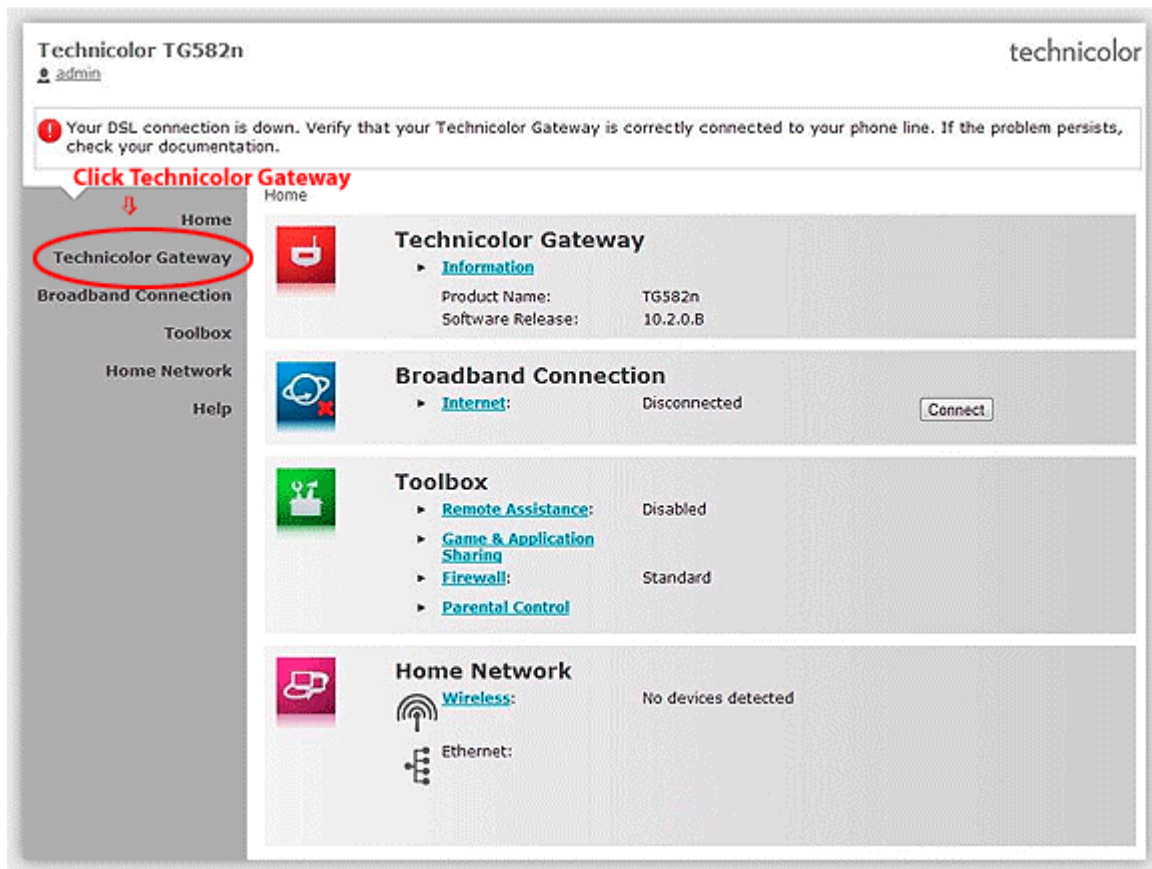 Technicolor TG582n
technicolor
admin
Your DSL connection is down. Verify that your Technicolor Gateway is correctly connected to your phone line. If the problem persists,
check your documentation.
Click Technicolor Gateway
Home
Home
Technicolor Gateway
Broadband Connection
Toolbox
Home Network
Help
Technicolor Gateway
Information
Product Name: TG582n
Software Release: 10.2.0.B
Broadband Connection
Internet: Disconnected Connect
Toolbox
Remote Assistance: Disabled
Game & Application
Sharing
Firewall: Standard
Parental Control
Home Network
Wireless: No devices detected
Ethernet: